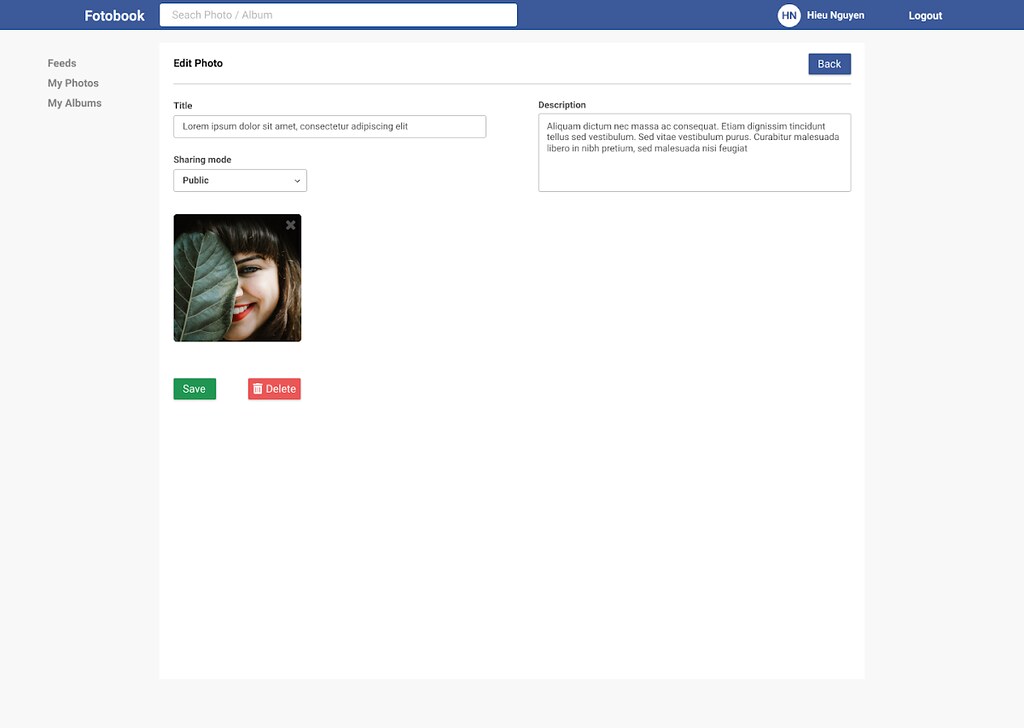 Fotobook
Seach Photo / Album
HN
Hieu Nguyen
Logout
Feeds
My Photos
My Albums
Edit Photo
Back
Title
Lorem ipsum dolor sit amet, consectetur adipiscing elit
Sharing mode
Public
Description
Aliquam dictum nec massa ac consequat. Etiam dignissim tincidunt
tellus sed vestibulum. Sed vitae vestibulum purus. Curabitur malesuada
libero in nibh pretium, sed malesuada nisi feugiat
Save
Delete